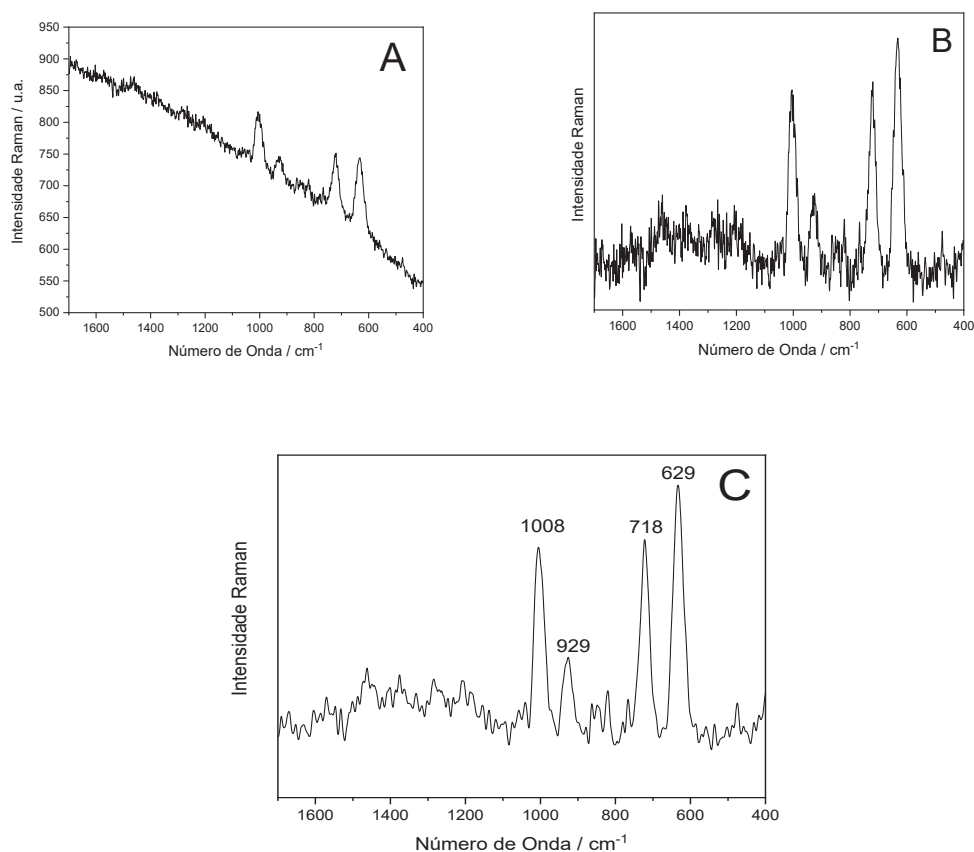 A
Intensidade Raman / u.a.
950
900
850
800
750
700
650
600
550
500
1600 1400 1200 1000 800 600 400
Número de Onda / cm⁻¹
B
Intensidade Raman
1600 1400 1200 1000 800 600 400
Número de Onda / cm⁻¹
C
Intensidade Raman
629
1008
718
929
1600 1400 1200 1000 800 600 400
Número de Onda / cm⁻¹